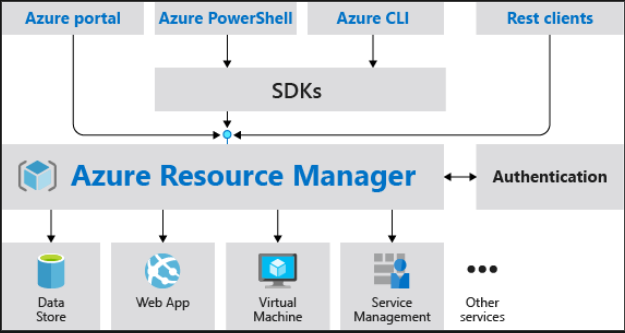 Azure portal
Azure PowerShell
Azure CLI
Rest clients
SDKs
Azure Resource Manager
Authentication
Data
Store
Web App
Virtual
Machine
Service
Management
Other
services